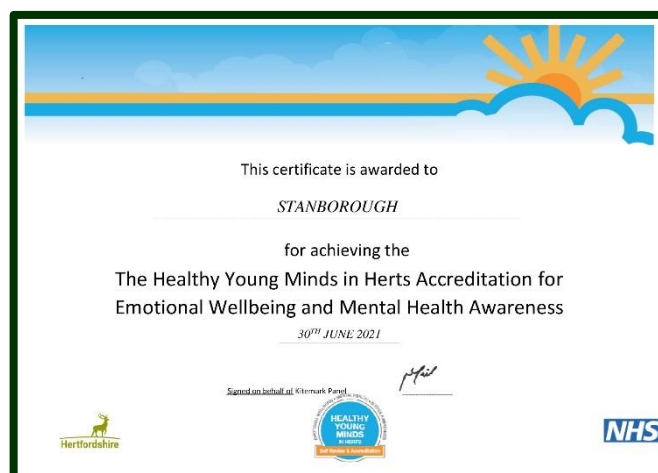 This certificate is awarded to
STANBOROUGH
for achieving the
The Healthy Young Minds in Herts Accreditation for
Emotional Wellbeing and Mental Health Awareness
30TH JUNE 2021
Signed on behalf of Kitemark Panel
Hertfordshire
HEALTHY
YOUNG
MINDS
IN HERTS
Self Review & Accreditation
NHS